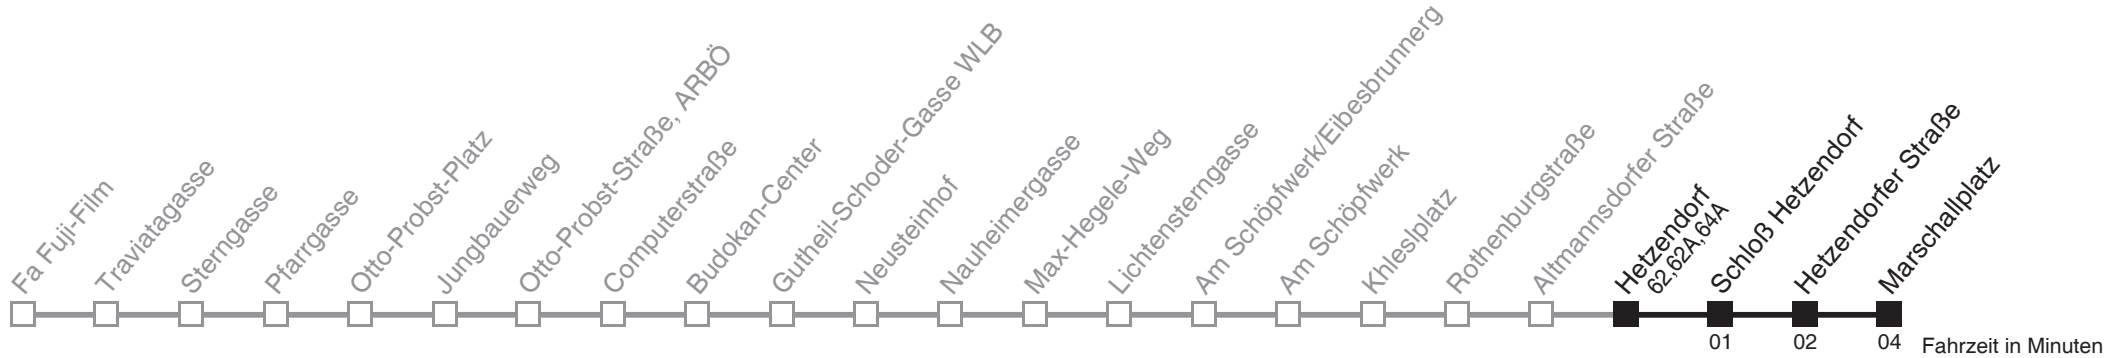 Fa Fuji-Film
Traviatagasse
Sterngasse
Pfarrgasse
Otto-Probst-Platz
Jungbauerweg
Otto-Probst-Straße, ARBÖ
Computerstraße
Budokan-Center
Gutheil-Schoder-Gasse WLB
Neusteinhof
Nauheimergasse
Max-Hegele-Weg
Lichtensterngasse
Am Schöpfwerk/Eibesbrunnerg
Am Schöpfwerk
Khleslplatz
Rothenburgstraße
Altmannsdorfer Straße
Hetzendorf
62,62A,64A
Schloß Hetzendorf
Hetzendorfer Straße
Marschallplatz
01 02 04 Fahrzeit in Minuten